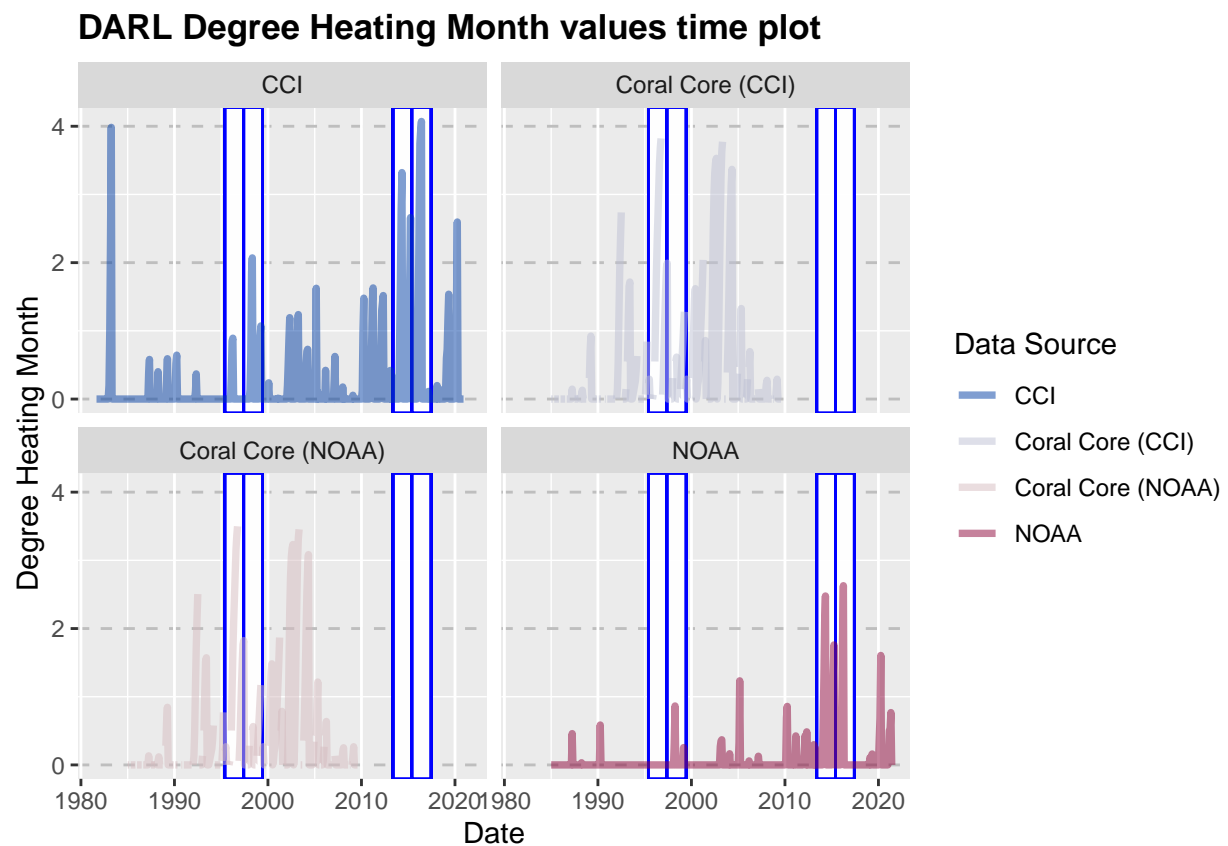 DARL Degree Heating Month values time plot
CCI
Coral Core (CCI)
4
2
0
Coral Core (NOAA)
NOAA
4
2
0
1980 1990 2000 2010 2020
1980 1990 2000 2010 2020
Date
Degree Heating Month
Data Source
CCI
Coral Core (CCI)
Coral Core (NOAA)
NOAA